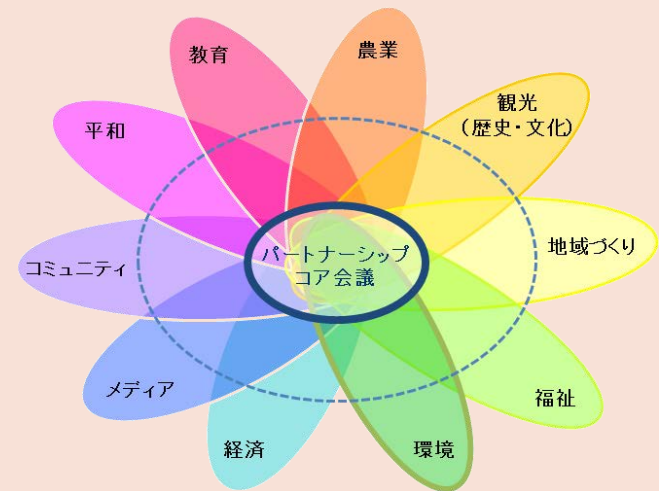 教育
農業
観光
(歴史・文化)
平和
地域づくり
パートナーシップ
コア会議
コミュニティ
メディア
福祉
経済
環境